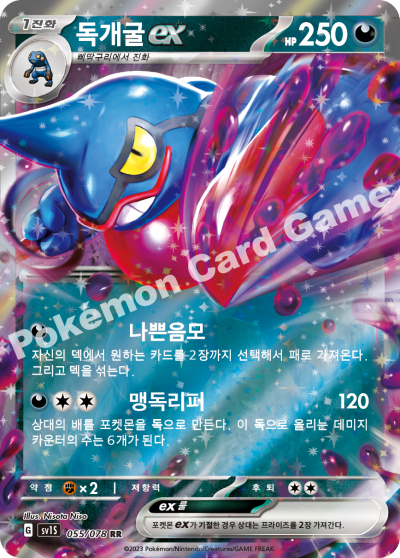 1진화
독개굴 ex
HP 250
삐딱구리에서 진화
Pokémon Card Game
나쁜음모
자신의 덱에서 원하는 카드를 2장까지 선택해서 패로 가져온다.
그리고 덱을 섞는다.
맹독리퍼 120
상대의 배틀 포켓몬을 독으로 만든다. 이 독으로 올리는 데미지
카운터의 수는 6개가 된다.
약점 ×2 저항력 후퇴
ex 룰
포켓몬 ex가 기절한 경우 상대는 프라이즈를 2장 가져간다.
Illus. Nisota Niso
G sv1S 055/078 RR
©2023 Pokémon/Nintendo/Creatures/GAME FREAK.